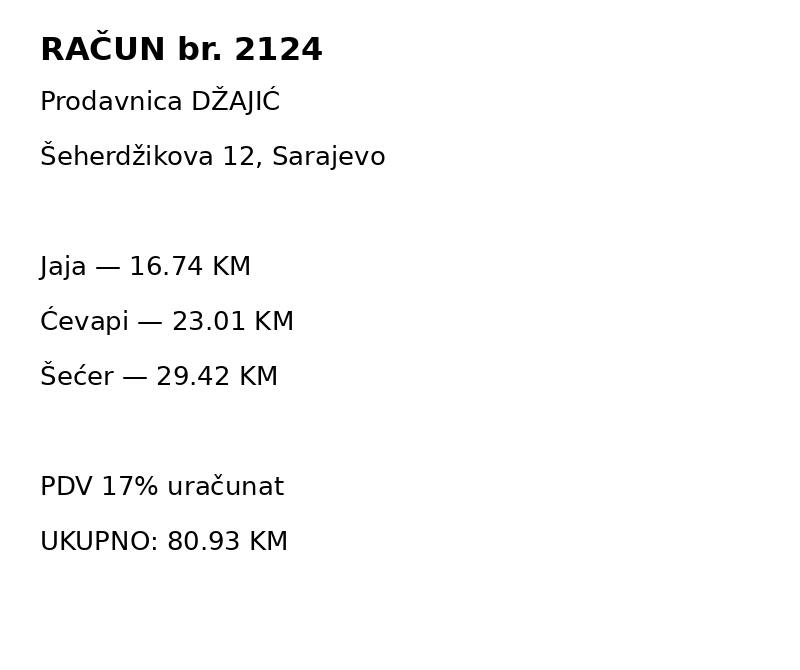 RAČUN br. 2124
Prodavnica DŽAJIĆ
Šeherdžikova 12, Sarajevo
Jaja — 16.74 KM
Ćevapi — 23.01 KM
Šećer — 29.42 KM
PDV 17% uračunat
UKUPNO: 80.93 KM